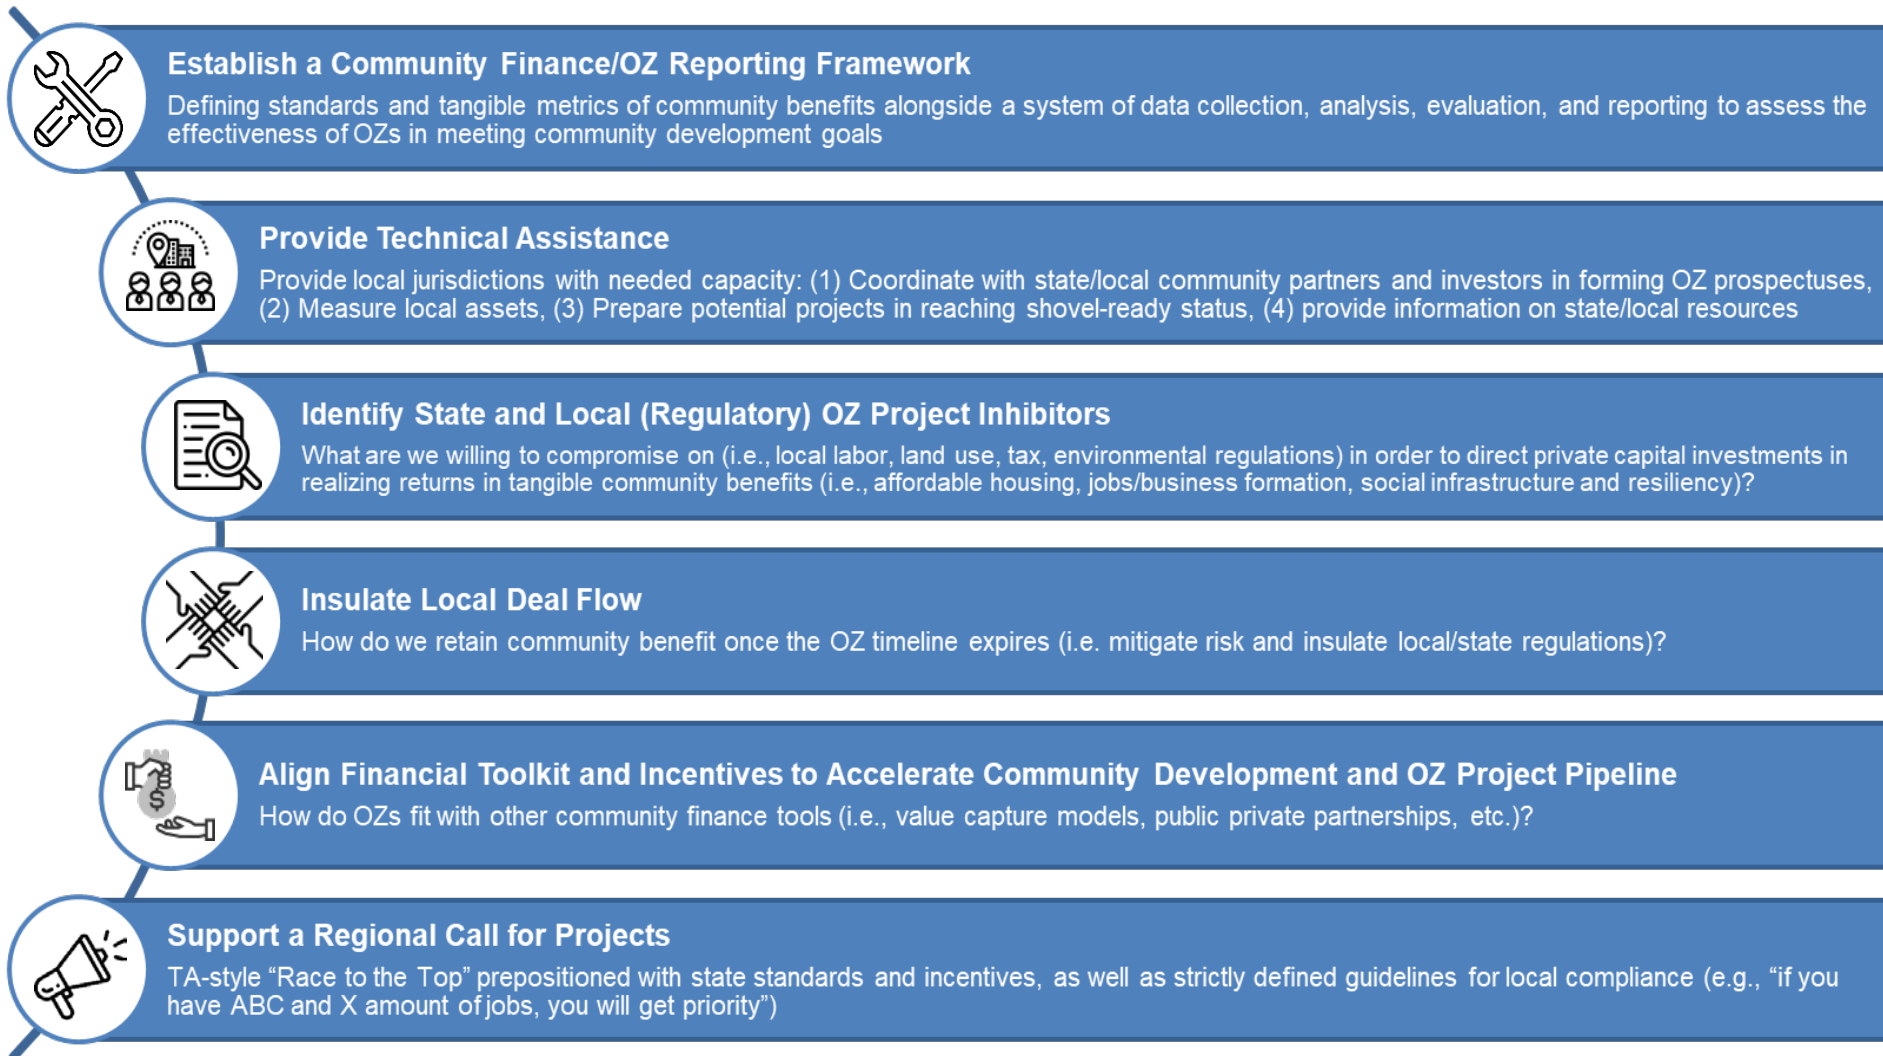 Establish a Community Finance/OZ Reporting Framework
Defining standards and tangible metrics of community benefits alongside a system of data collection, analysis, evaluation, and reporting to assess the
effectiveness of OZs in meeting community development goals
Provide Technical Assistance
Provide local jurisdictions with needed capacity: (1) Coordinate with state/local community partners and investors in forming OZ prospectuses,
(2) Measure local assets, (3) Prepare potential projects in reaching shovel-ready status, (4) provide information on state/local resources
Identify State and Local (Regulatory) OZ Project Inhibitors
What are we willing to compromise on (i.e., local labor, land use, tax, environmental regulations) in order to direct private capital investments in
realizing returns in tangible community benefits (i.e., affordable housing, jobs/business formation, social infrastructure and resiliency)?
Insulate Local Deal Flow
How do we retain community benefit once the OZ timeline expires (i.e. mitigate risk and insulate local/state regulations)?
$
Align Financial Toolkit and Incentives to Accelerate Community Development and OZ Project Pipeline
How do OZs fit with other community finance tools (i.e., value capture models, public private partnerships, etc.)?
Support a Regional Call for Projects
TA-style “Race to the Top” prepositioned with state standards and incentives, as well as strictly defined guidelines for local compliance (e.g., “if you
have ABC and X amount of jobs, you will get priority”)